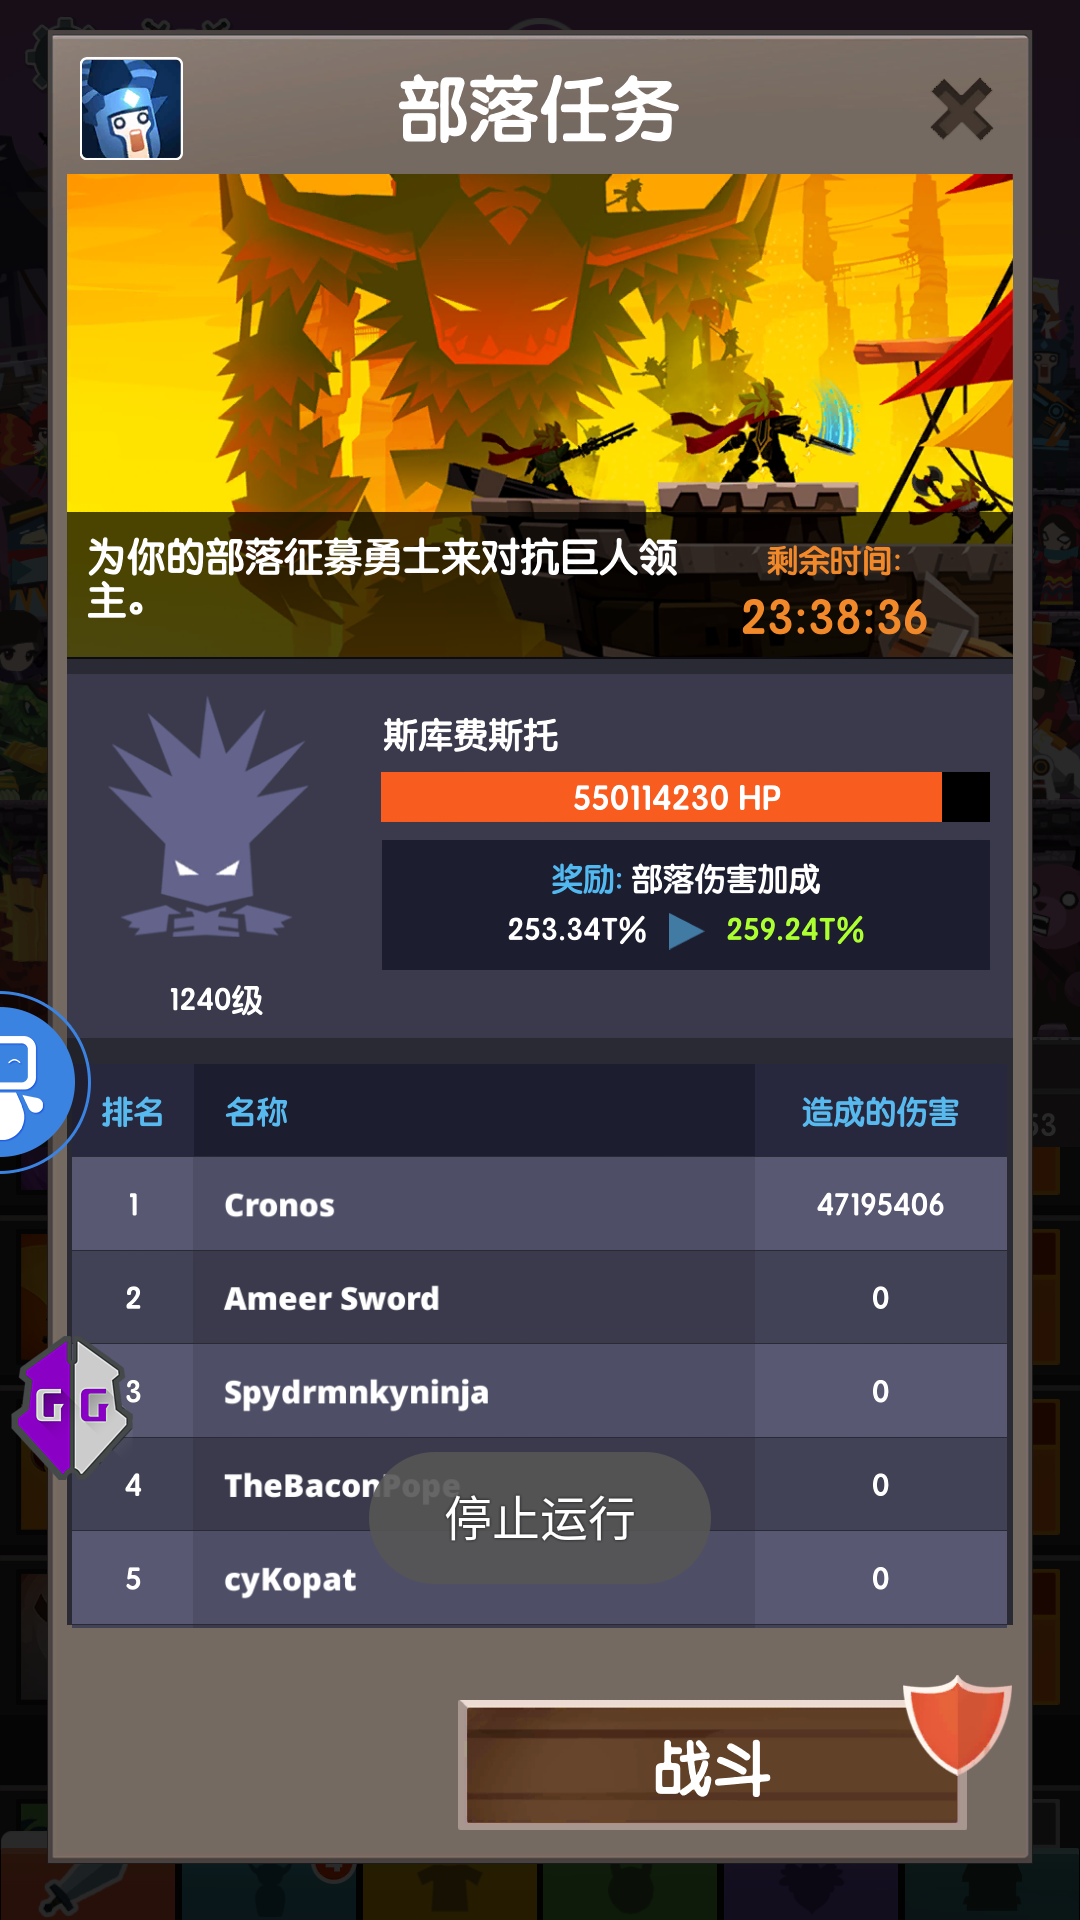 部落任务
为你的部落征募勇士来对抗巨人领
主。
剩余时间:
23:38:36
斯库费斯托
550114230 HP
奖励: 部落伤害加成
253.34T% 259.24T%
1240级
排名 名称 造成的伤害
1 Cronos 47195406
2 Ameer Sword 0
3 Spydrmnkyninja 0
4 TheBaconPope 0
5 cyKopat 0
停止运行
GG
战斗